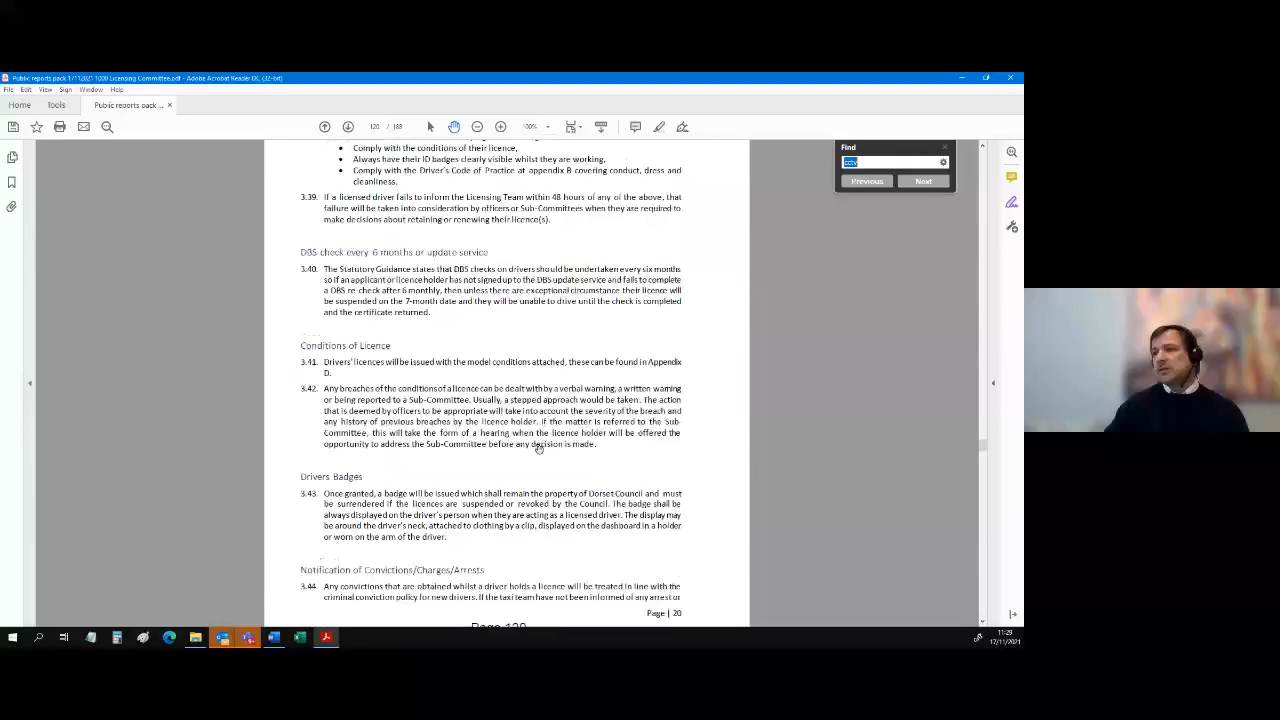 Public reports pack 17112021 1000 Licensing Committee.pdf - Adobe Acrobat Reader DC (32-bit)
File Edit View Sign Window Help
Home Tools Public reports pack ... ×
120 / 188 100%
Find
cctv
Previous Next
• Comply with the conditions of their licence,
• Always have their ID badges clearly visible whilst they are working,
• Comply with the Driver's Code of Practice at appendix B covering conduct, dress and
cleanliness.
3.39. If a licensed driver fails to inform the Licensing Team within 48 hours of any of the above, that
failure will be taken into consideration by officers or Sub-Committees when they are required to
make decisions about retaining or renewing their licence(s).
DBS check every 6 months or update service
3.40. The Statutory Guidance states that DBS checks on drivers should be undertaken every six months
so if an applicant or licence holder has not signed up to the DBS update service and fails to complete
a DBS re-check after 6 monthly, then unless there are exceptional circumstance their licence will
be suspended on the 7-month date and they will be unable to drive until the check is completed
and the certificate returned.
Conditions of Licence
3.41. Drivers' licences will be issued with the model conditions attached, these can be found in Appendix
D.
3.42. Any breaches of the conditions of a licence can be dealt with by a verbal warning, a written warning
or being reported to a Sub-Committee. Usually, a stepped approach would be taken. The action
that is deemed by officers to be appropriate will take into account the severity of the breach and
any history of previous breaches by the licence holder. If the matter is referred to the Sub-
Committee, this will take the form of a hearing when the licence holder will be offered the
opportunity to address the Sub-Committee before any decision is made.
Drivers Badges
3.43. Once granted, a badge will be issued which shall remain the property of Dorset Council and must
be surrendered if the licences are suspended or revoked by the Council. The badge shall be
always displayed on the driver's person when they are acting as a licensed driver. The display may
be around the driver's neck, attached to clothing by a clip, displayed on the dashboard in a holder
or worn on the arm of the driver.
Notification of Convictions/Charges/Arrests
3.44. Any convictions that are obtained whilst a driver holds a licence will be treated in line with the
criminal conviction policy for new drivers. If the taxi team have not been informed of any arrest or
Page | 20
Page 120
11:29
17/11/2021